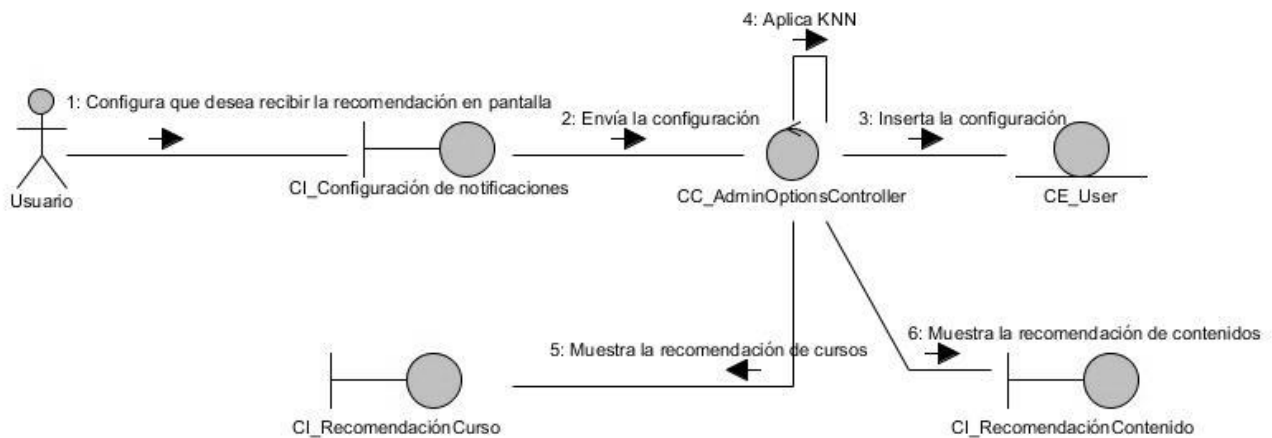 4: Aplica KNN
1: Configura que desea recibir la recomendación en pantalla
2: Envía la configuración
3: Inserta la configuración
Usuario
CI_Configuración de notificaciones
CC_AdminOptionsController
CE_User
5: Muestra la recomendación de cursos
6: Muestra la recomendación de contenidos
CI_RecomendaciónCurso
CI_RecomendaciónContenido